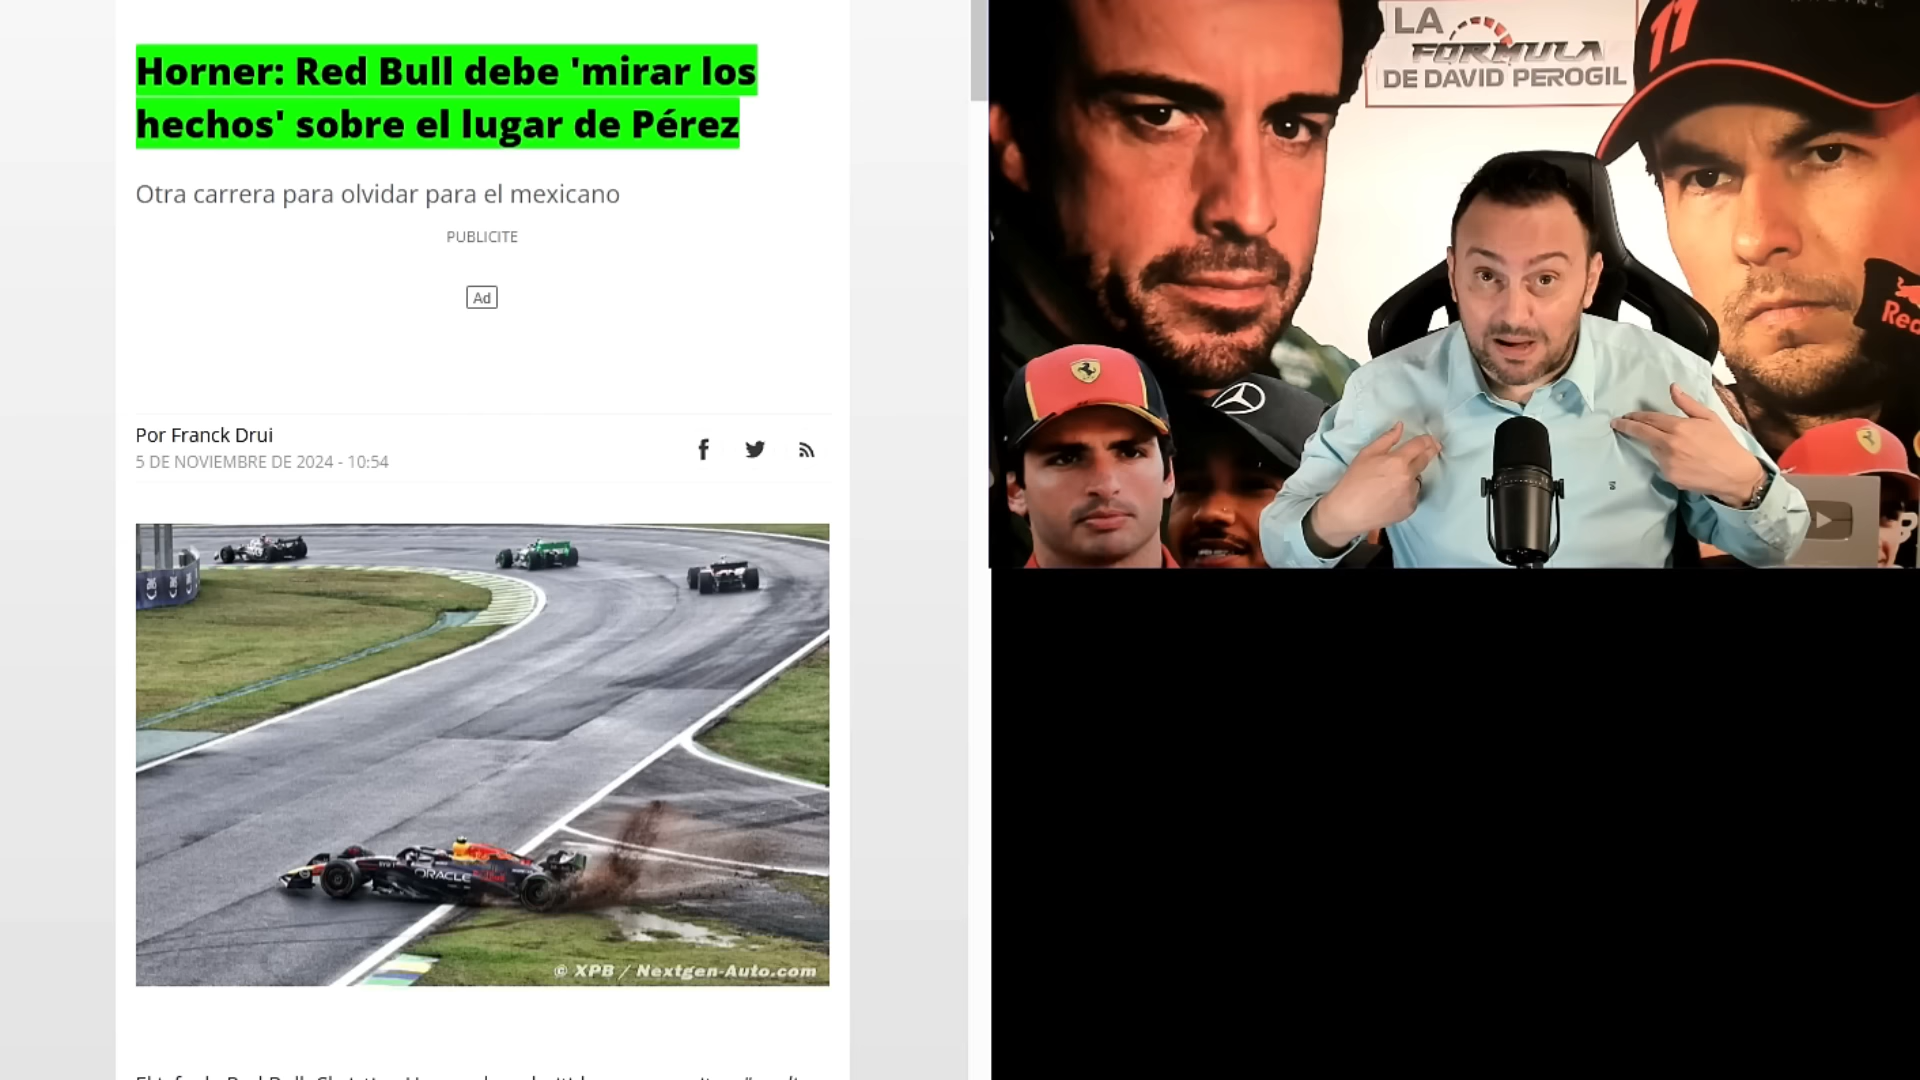 Horner: Red Bull debe 'mirar los
hechos' sobre el lugar de Pérez
Otra carrera para olvidar para el mexicano
PUBLICITE
Ad
Por Franck Drui
5 DE NOVIEMBRE DE 2024 - 10:54
ORACLE
© XPB / Nextgen-Auto.com
LA
FORMULA
DE DAVID PEROGIL
11